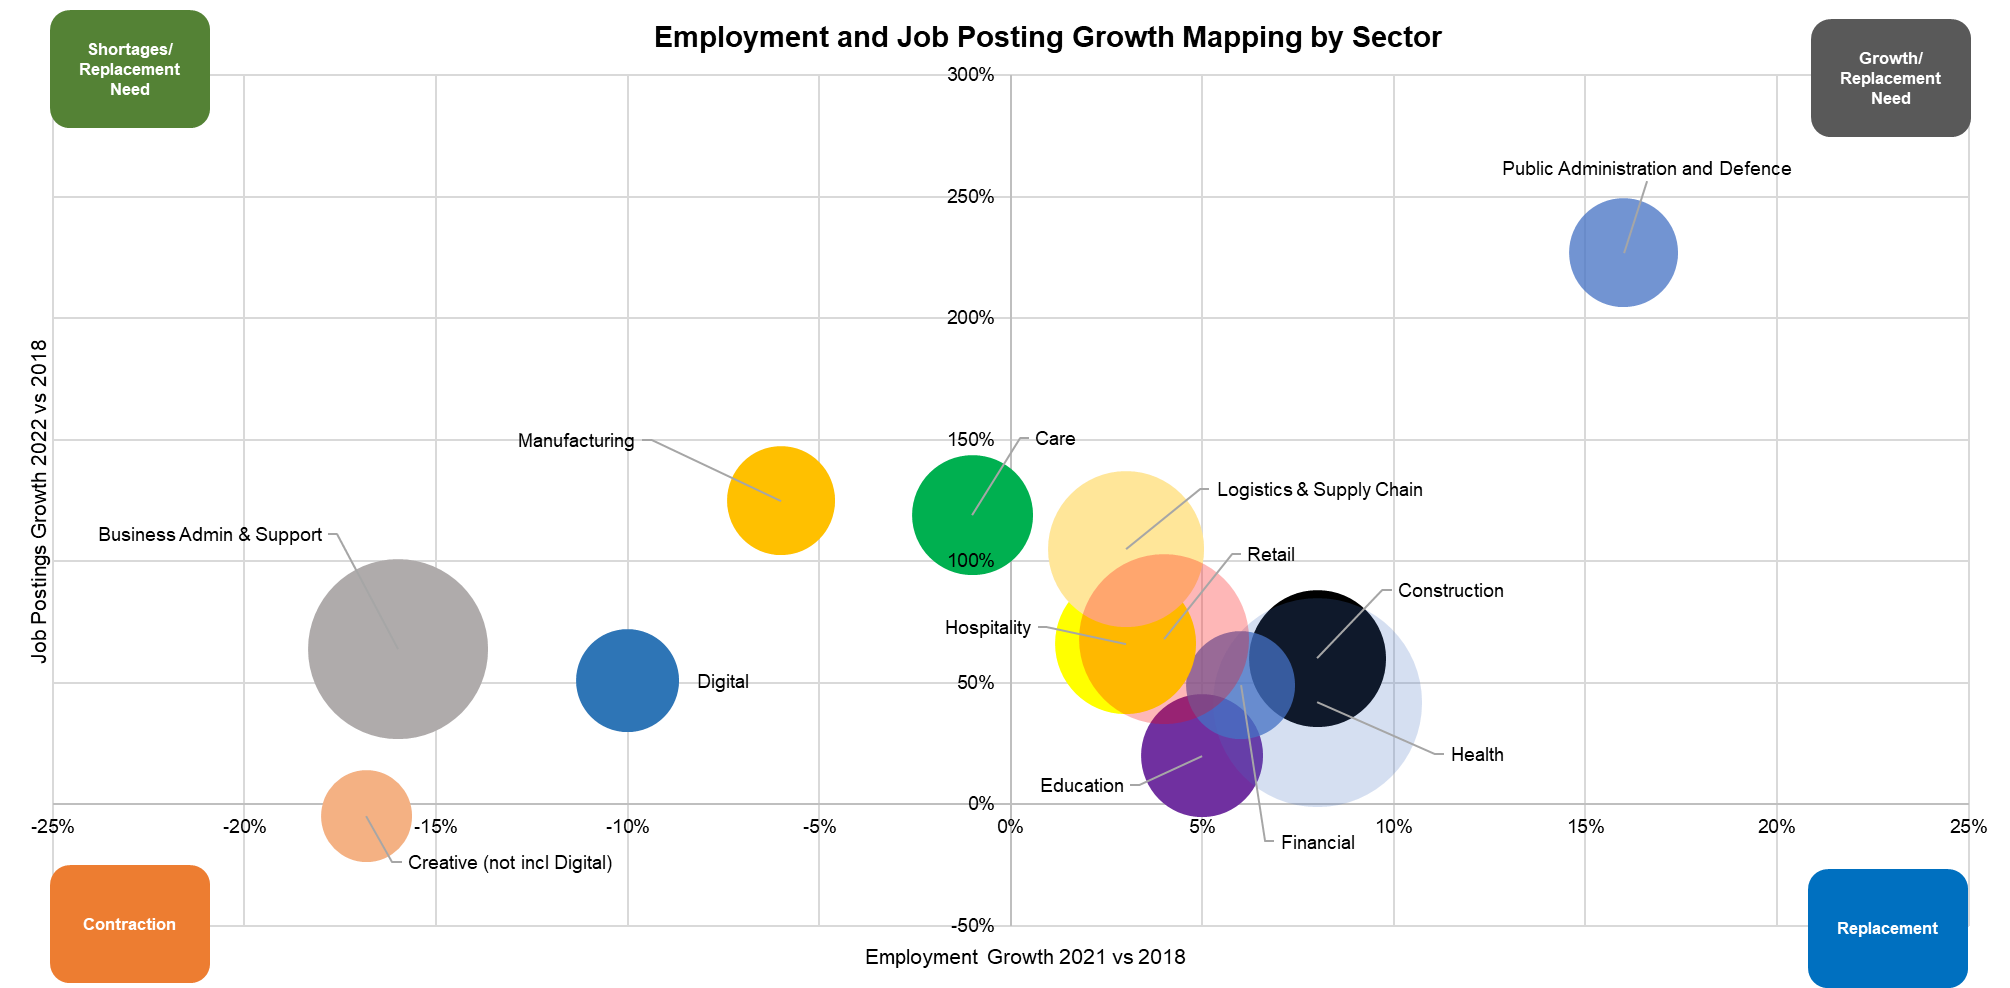 Employment and Job Posting Growth Mapping by Sector
Shortages/
Replacement
Need
Growth/
Replacement
Need
300%
250%
200%
150%
100%
50%
0%
-50%
Job Postings Growth 2022 vs 2018
Public Administration and Defence
Manufacturing
Care
Logistics & Supply Chain
Business Admin & Support
Retail
Construction
Hospitality
Digital
Health
Education
Financial
Creative (not incl Digital)
-25%
-20%
-15%
-10%
-5%
0%
5%
10%
15%
20%
25%
Contraction
Replacement
Employment Growth 2021 vs 2018